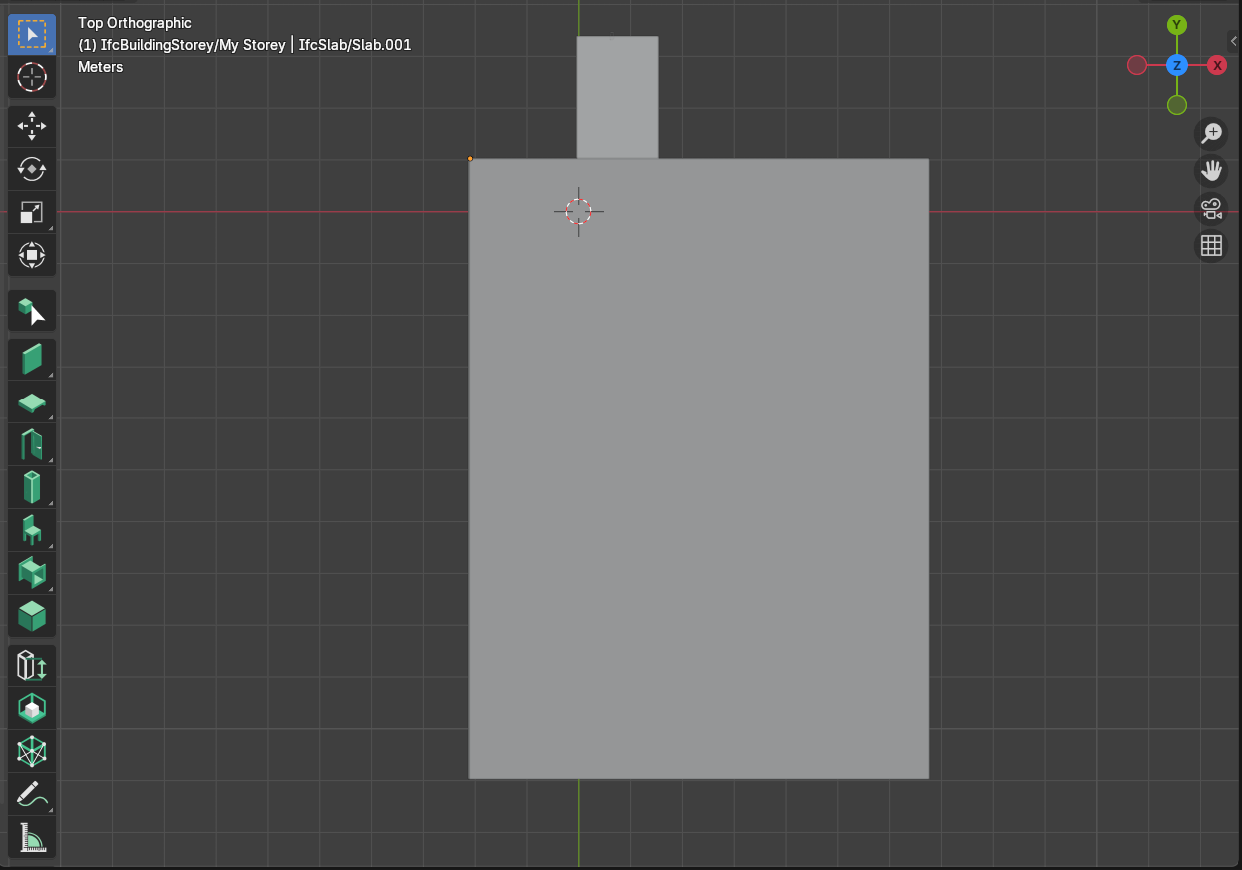 Top Orthographic
(1) IfcBuildingStorey/My Storey | IfcSlab/Slab.001
Meters
Y
Z
X